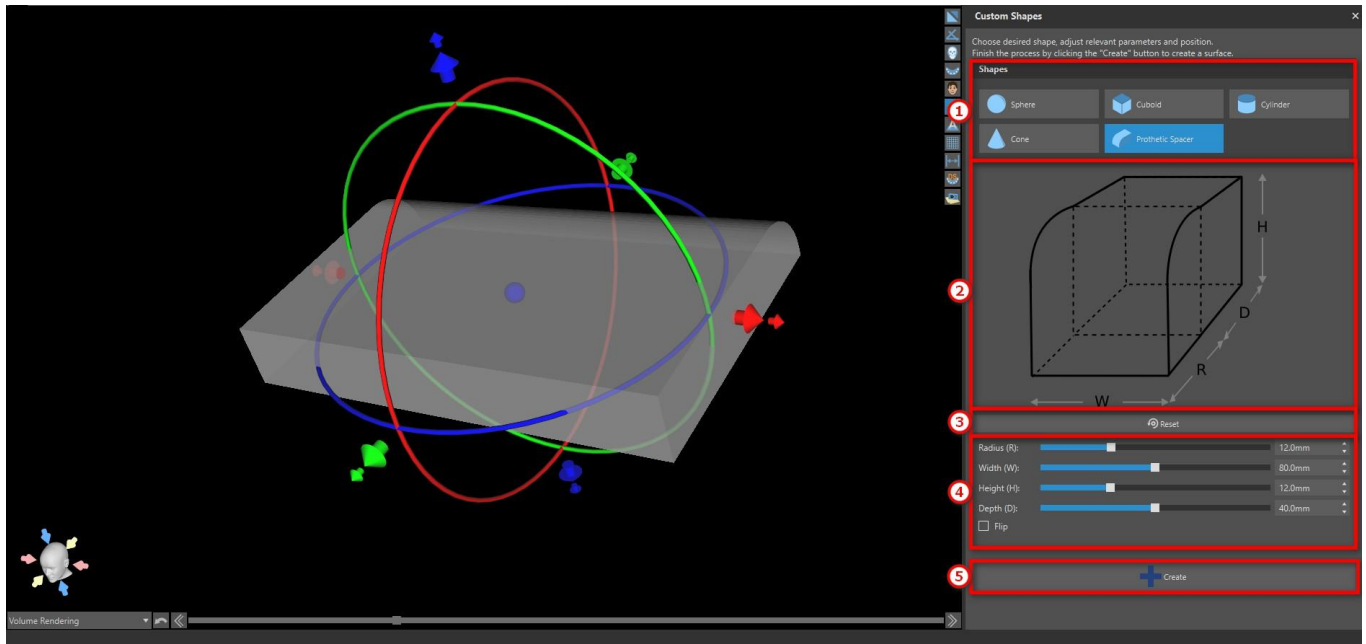 Custom Shapes
Choose desired shape, adjust relevant parameters and position.
Finish the process by clicking the "Create" button to create a surface.
Shapes
1
Sphere
Cuboid
Cylinder
Cone
Prothetic Spacer
2
H
D
R
W
3
Reset
4
Radius (R): 12.0mm
Width (W): 80.0mm
Height (H): 12.0mm
Depth (D): 40.0mm
Flip
5
Create
Volume Rendering